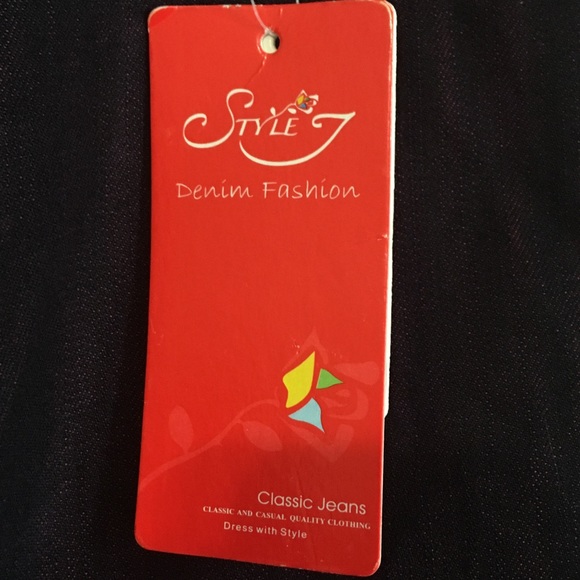 STYLE J
Denim Fashion
Classic Jeans
CLASSIC AND CASUAL QUALITY CLOTHING
Dress with Style